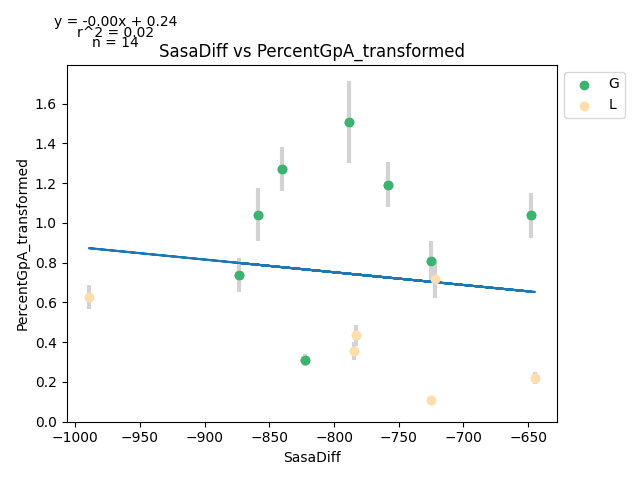 y = -0.00x + 0.24
r^2 = 0.02
n = 14
SasaDiff vs PercentGpA_transformed
G
L
PercentGpA_transformed
1.6
1.4
1.2
1.0
0.8
0.6
0.4
0.2
0.0
−1000 −950 −900 −850 −800 −750 −700 −650
SasaDiff